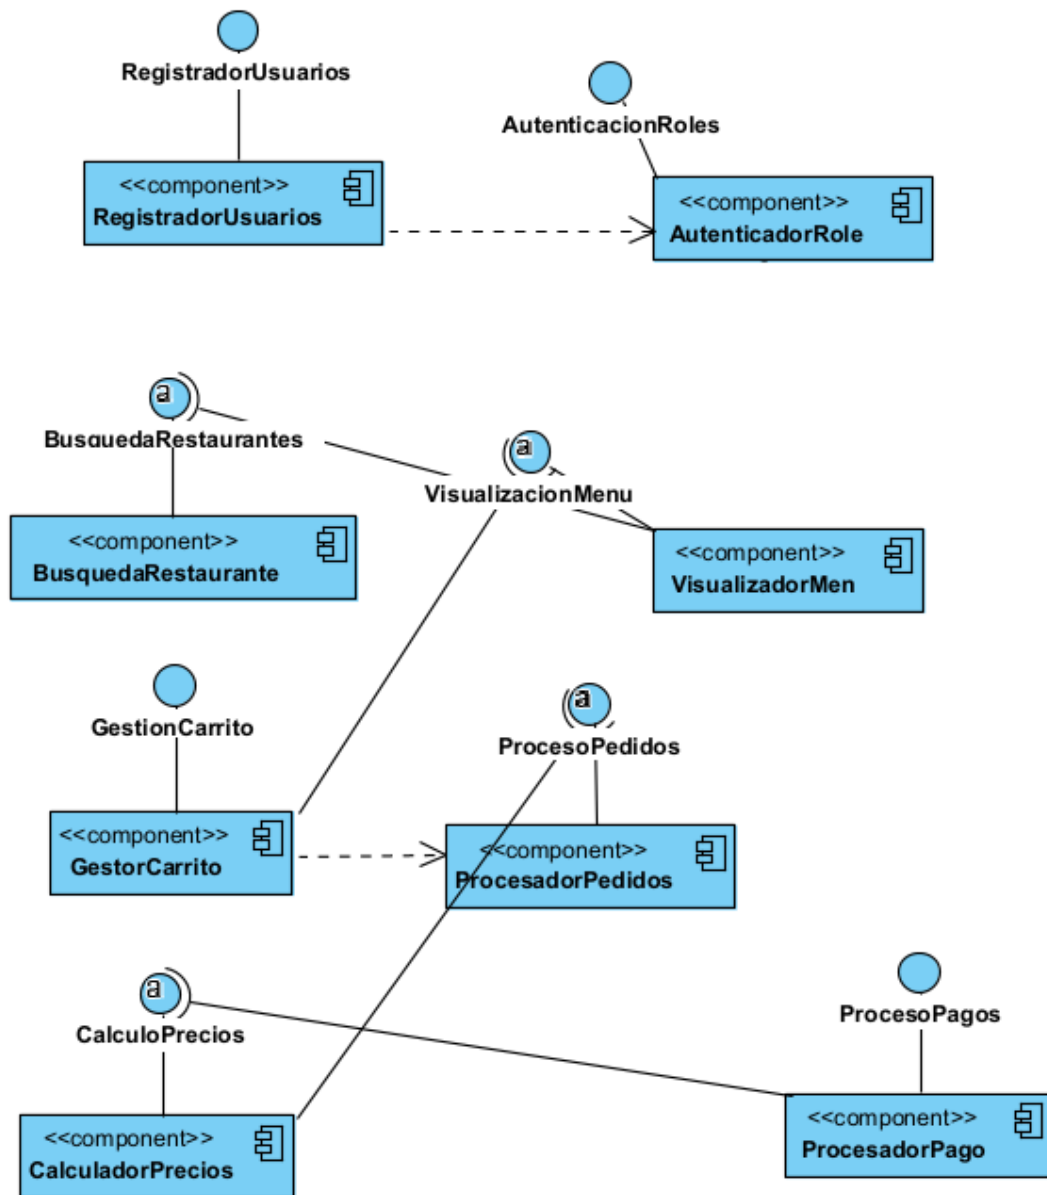 RegistradorUsuarios
AutenticacionRoles
<<component>>
RegistradorUsuarios
<<component>>
AutenticadorRole
a
BusquedaRestaurantes
a
VisualizacionMenu
<<component>>
BusquedaRestaurante
<<component>>
VisualizadorMen
GestionCarrito
a
ProcesoPedidos
<<component>>
GestorCarrito
<<component>>
ProcesadorPedidos
a
CalculoPrecios
ProcesoPagos
<<component>>
CalculadorPrecios
<<component>>
ProcesadorPago